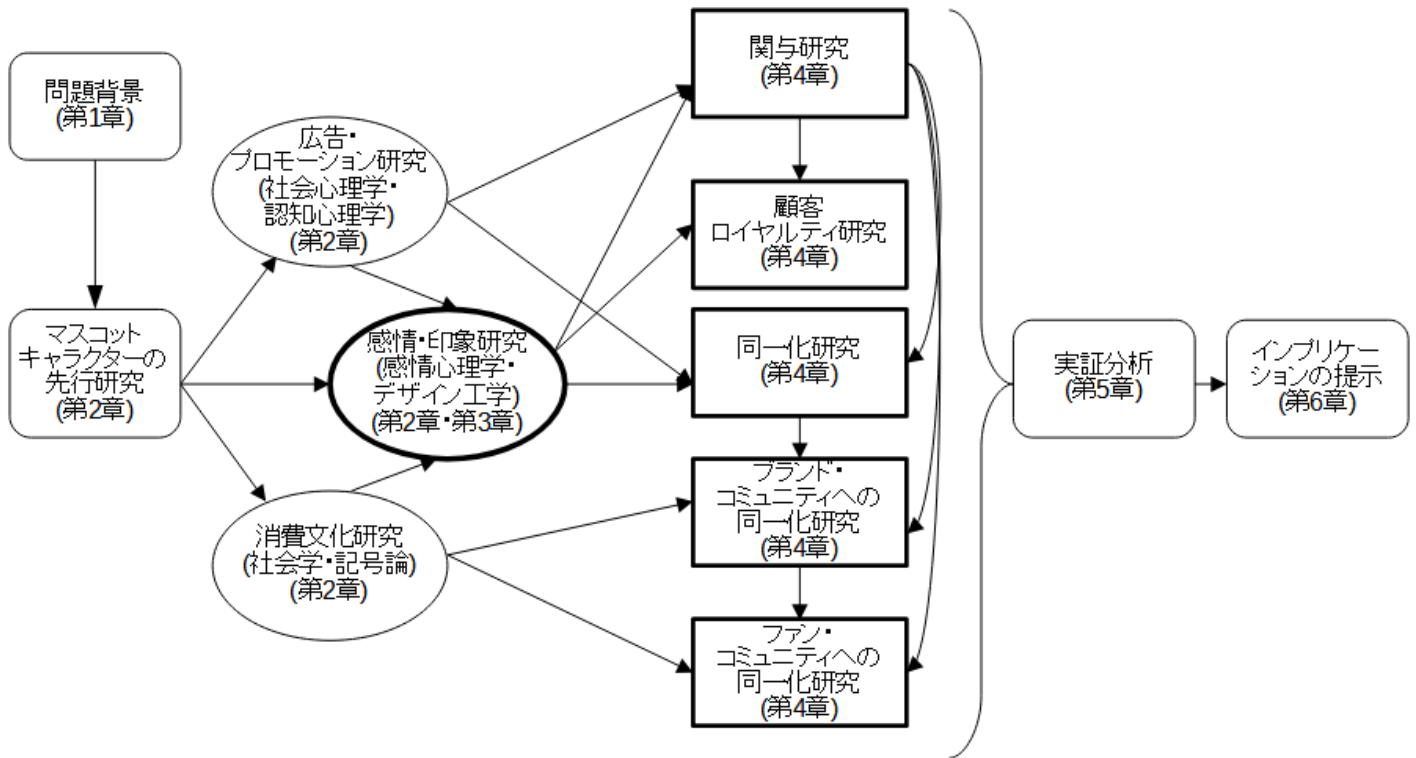 問題背景
(第1章)
マスコット
キャラクターの
先行研究
(第2章)
広告・
プロモーション研究
(社会心理学・
認知心理学)
(第2章)
感情・印象研究
(感情心理学・
デザイン工学)
(第2章・第3章)
消費文化研究
(社会学・記号論)
(第2章)
関与研究
(第4章)
顧客
ロイヤルティ研究
(第4章)
同一化研究
(第4章)
ブランド・
コミュニティへの
同一化研究
(第4章)
ファン・
コミュニティへの
同一化研究
(第4章)
実証分析
(第5章)
インプリケー
ションの提示
(第6章)